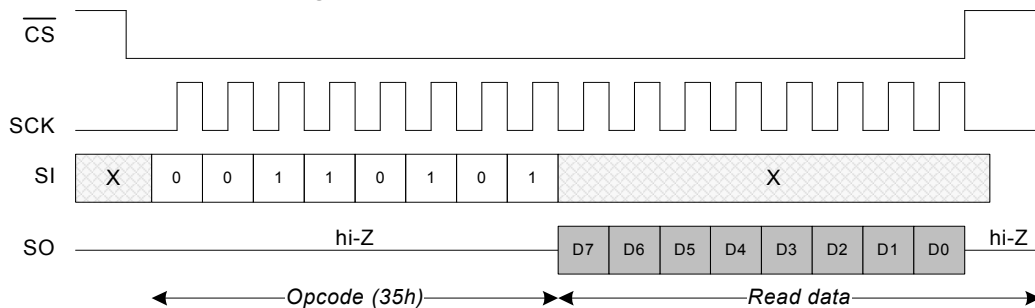 CS
SCK
SI X 0 0 1 1 0 1 0 1 X
SO hi-Z D7 D6 D5 D4 D3 D2 D1 D0 hi-Z
Opcode (35h) Read data